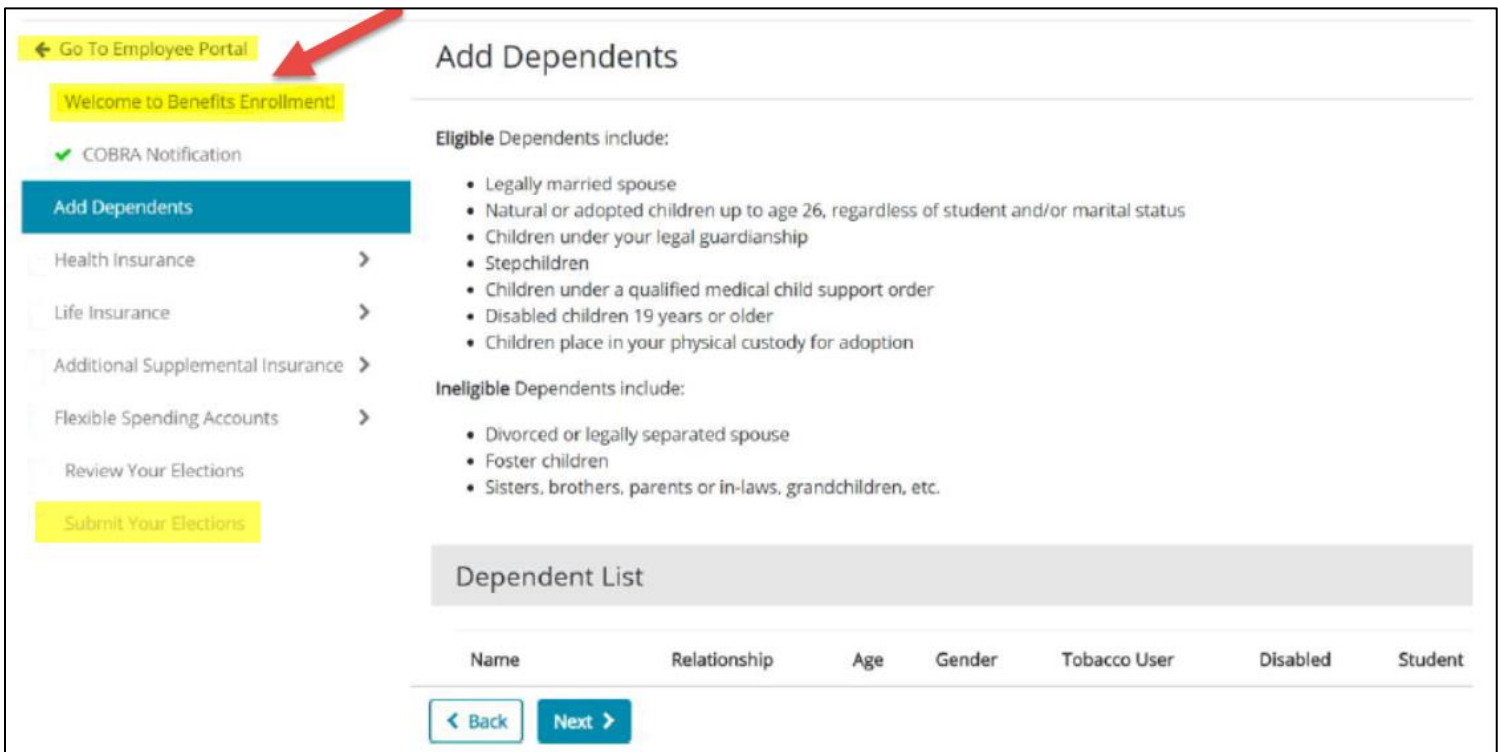 Go To Employee Portal
Welcome to Benefits Enrollment!
COBRA Notification
Add Dependents
Health Insurance
Life Insurance
Additional Supplemental Insurance
Flexible Spending Accounts
Review Your Elections
Submit Your Elections
Add Dependents
Eligible Dependents include:
• Legally married spouse
• Natural or adopted children up to age 26, regardless of student and/or marital status
• Children under your legal guardianship
• Stepchildren
• Children under a qualified medical child support order
• Disabled children 19 years or older
• Children place in your physical custody for adoption
Ineligible Dependents include:
• Divorced or legally separated spouse
• Foster children
• Sisters, brothers, parents or in-laws, grandchildren, etc.
Dependent List
Name Relationship Age Gender Tobacco User Disabled Student
Back Next